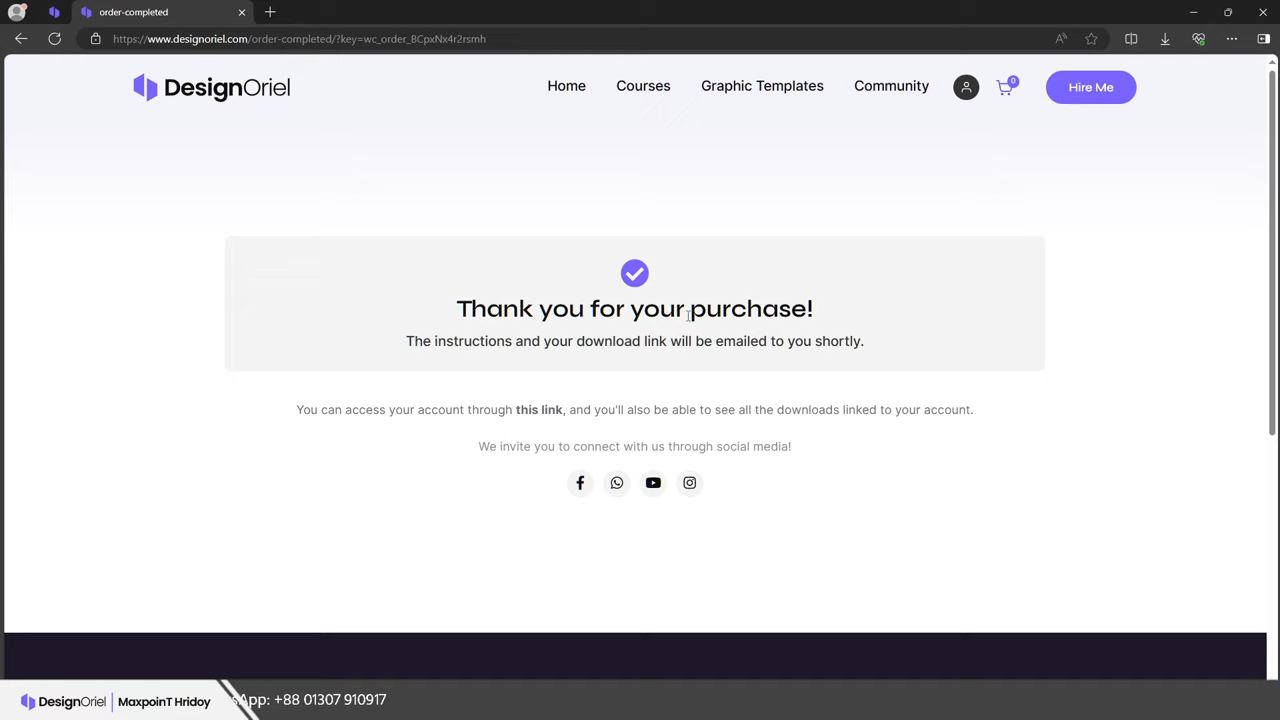 order-completed
https://www.designoriel.com/order-completed/?key=wc_order_BCpxNx4r2rsmh
DesignOriel
Home
Courses
Graphic Templates
Community
0
Hire Me
Thank you for your purchase!
The instructions and your download link will be emailed to you shortly.
You can access your account through this link, and you'll also be able to see all the downloads linked to your account.
We invite you to connect with us through social media!
DesignOriel
MaxpoinT Hridoy
App: +88 01307 910917